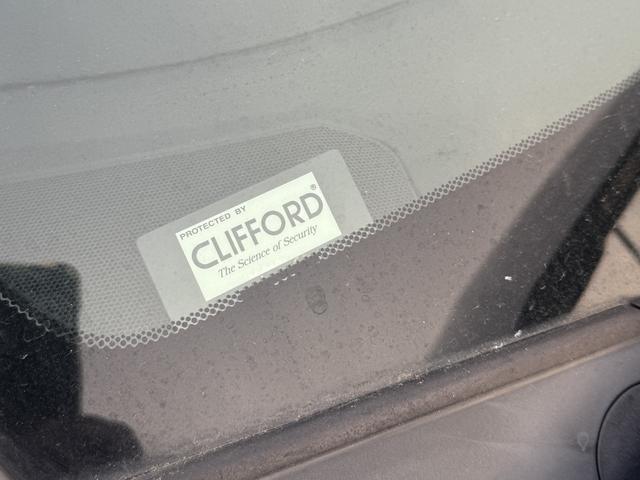 PROTECTED BY
CLIFFORD®
The Science of Security